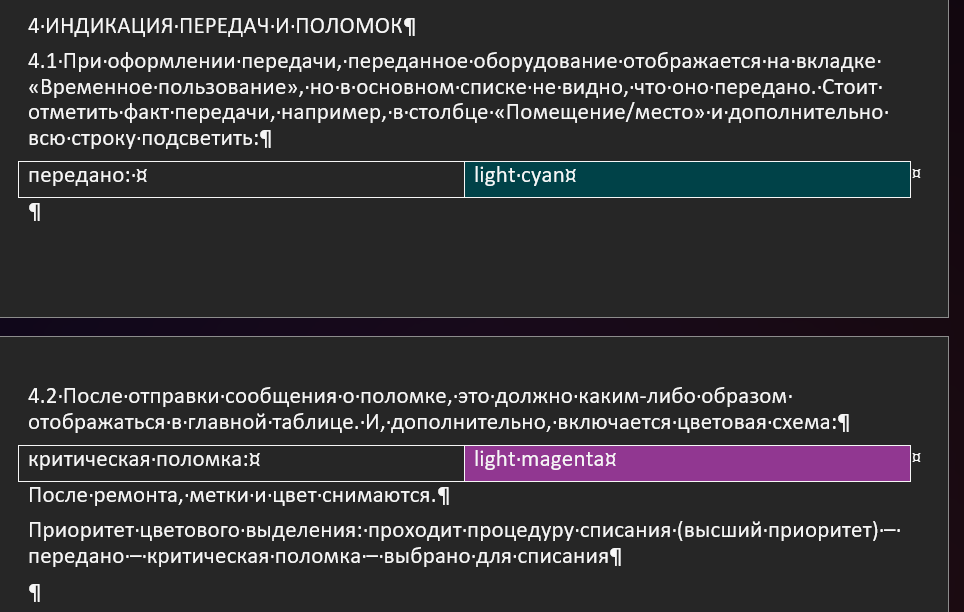 4 ИНДИКАЦИЯ ПЕРЕДАЧ И ПОЛОМОК¶
4.1 При оформлении передачи, переданное оборудование отображается на вкладке
«Временное пользование», но в основном списке не видно, что оно передано. Стоит
отметить факт передачи, например, в столбце «Помещение/место» и дополнительно
всю строку подсветить:¶
передано: ¤ light cyan¤ ¤
¶
4.2 После отправки сообщения о поломке, это должно каким-либо образом
отображаться в главной таблице. И, дополнительно, включается цветовая схема:¶
критическая поломка:¤ light magenta¤ ¤
После ремонта, метки и цвет снимаются.¶
Приоритет цветового выделения: проходит процедуру списания (высший приоритет) –
передано – критическая поломка – выбрано для списания¶
¶